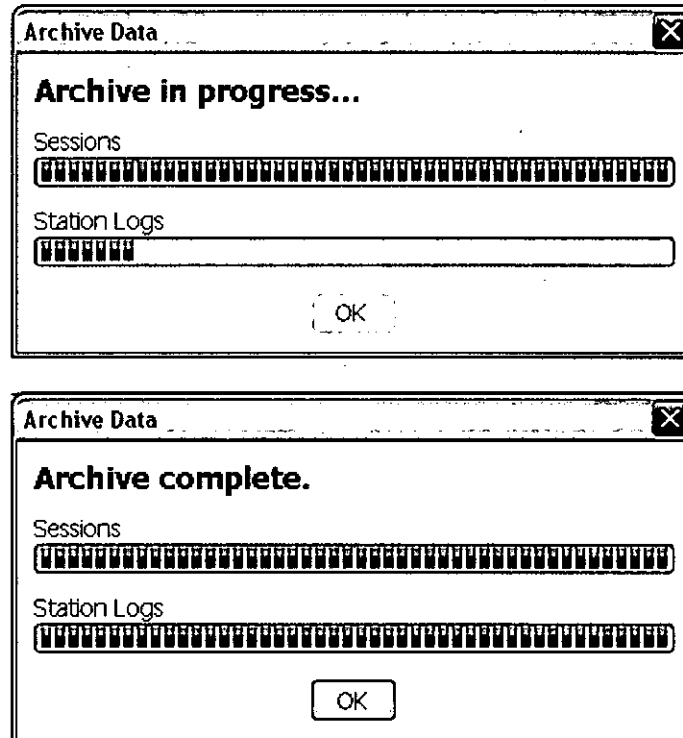 Archive Data
Archive in progress...
Sessions
Station Logs
OK
Archive Data
Archive complete.
Sessions
Station Logs
OK